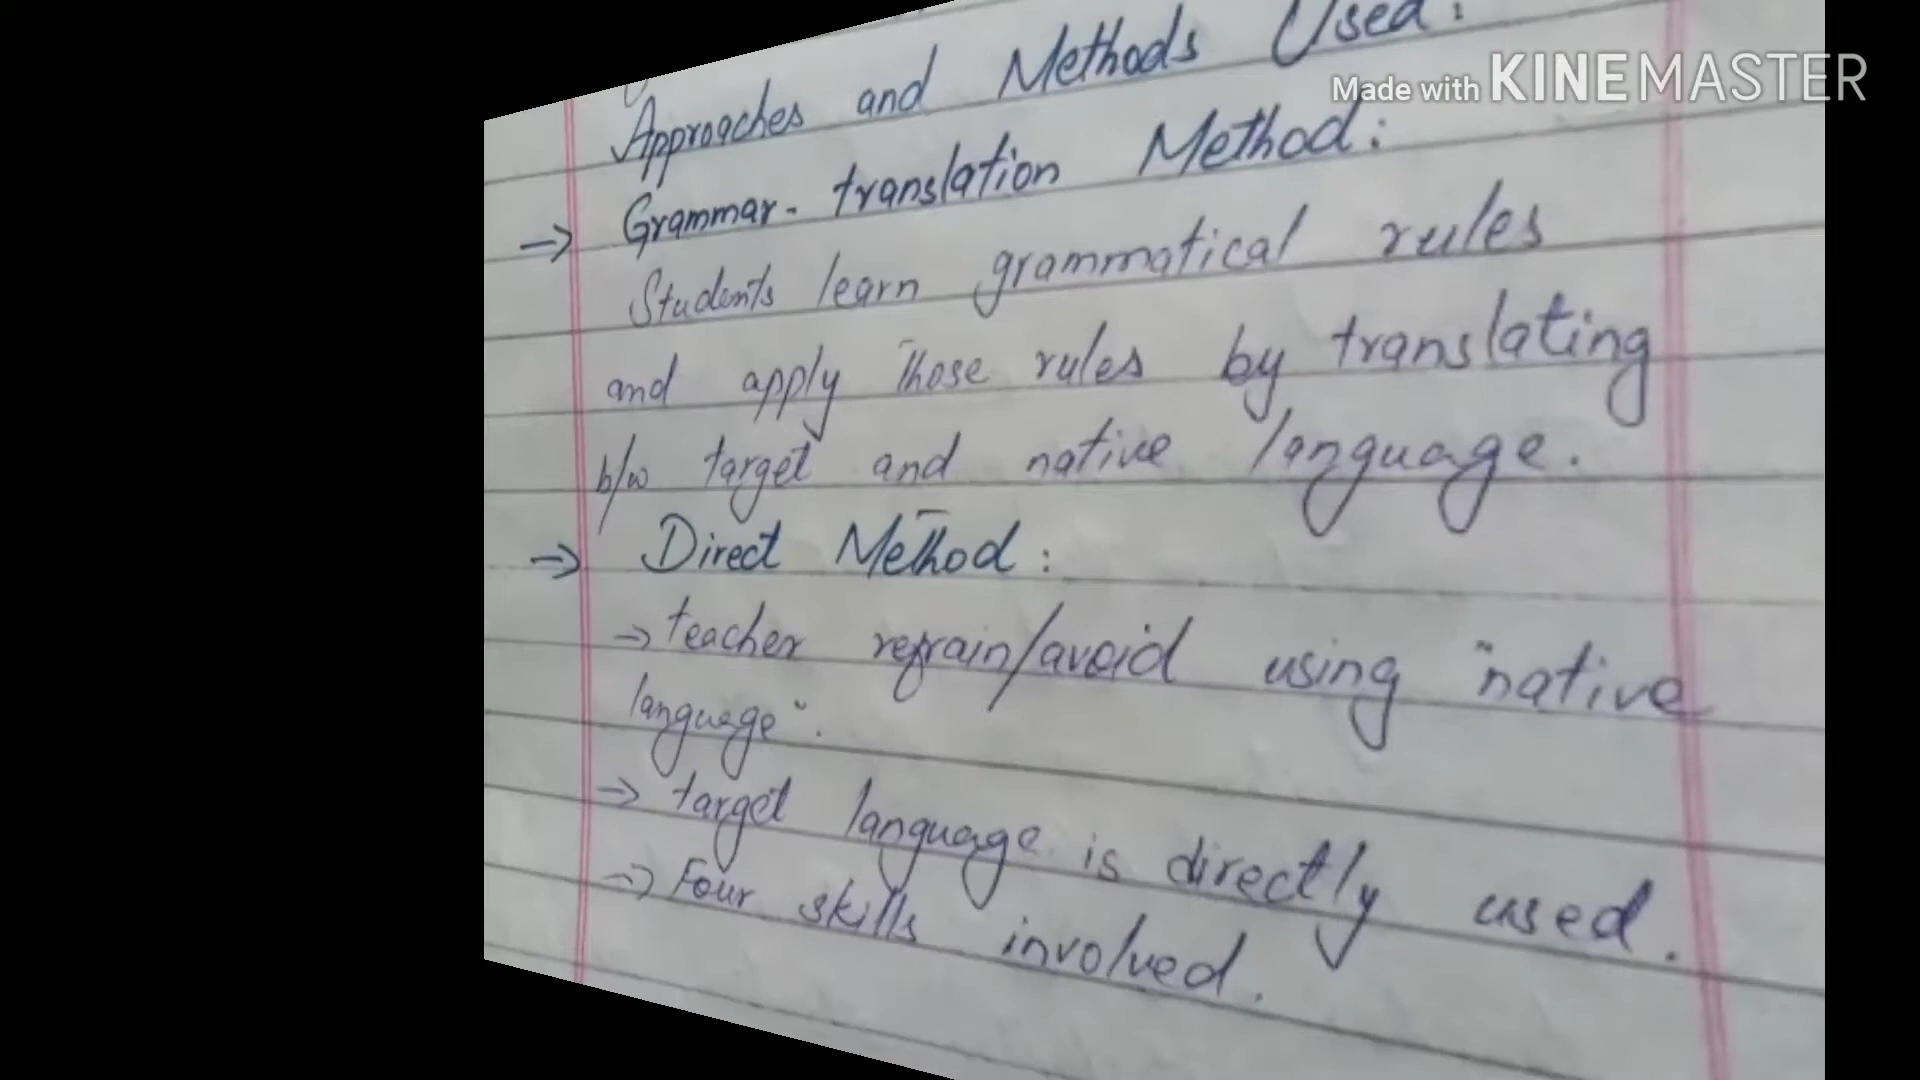 Approaches and Methods Used:
Made with KINEMASTER
→ Grammar-translation Method:
Students learn grammatical rules
and apply those rules by translating
b/w target and native language.
→ Direct Method:
→ teacher refrain/avoid using "native
language".
→ target language is directly used.
→ Four skills involved.